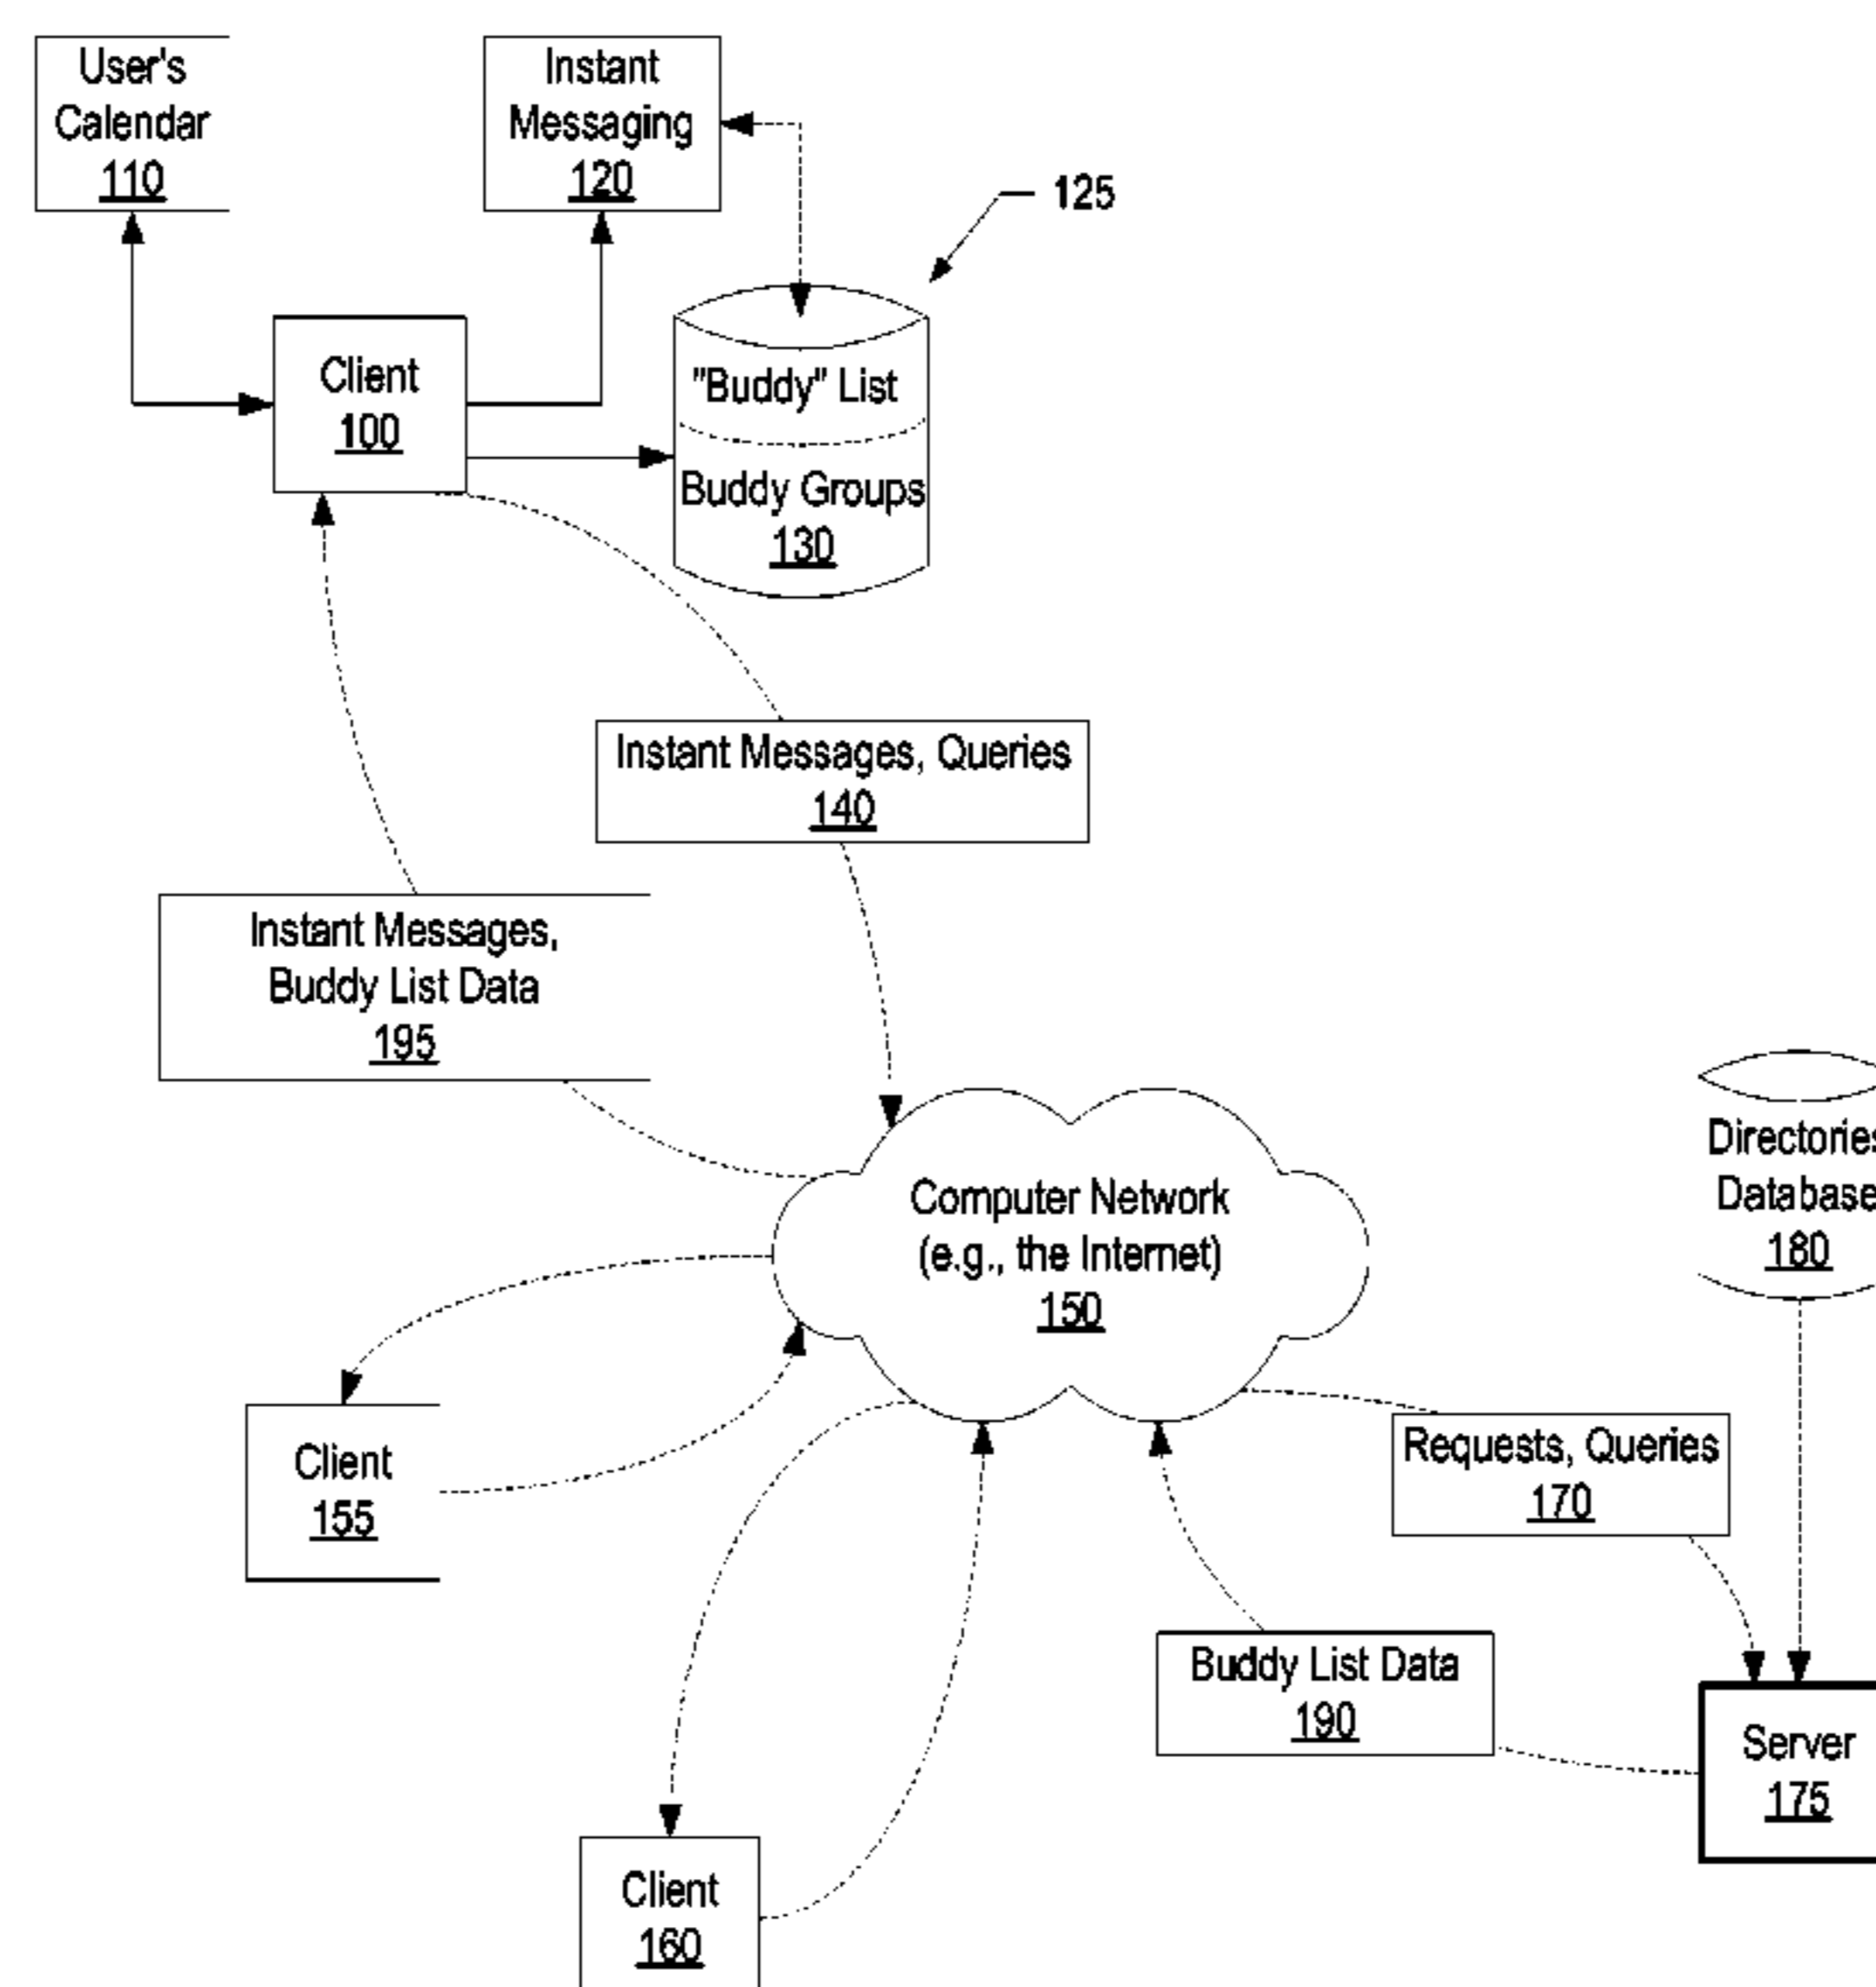 User's
Calendar
110
Instant
Messaging
120
125
Client
100
"Buddy" List
Buddy Groups
130
Instant Messages, Queries
140
Instant Messages,
Buddy List Data
195
Computer Network
(e.g., the Internet)
150
Directories
Database
180
Client
155
Requests, Queries
170
Buddy List Data
190
Server
175
Client
160